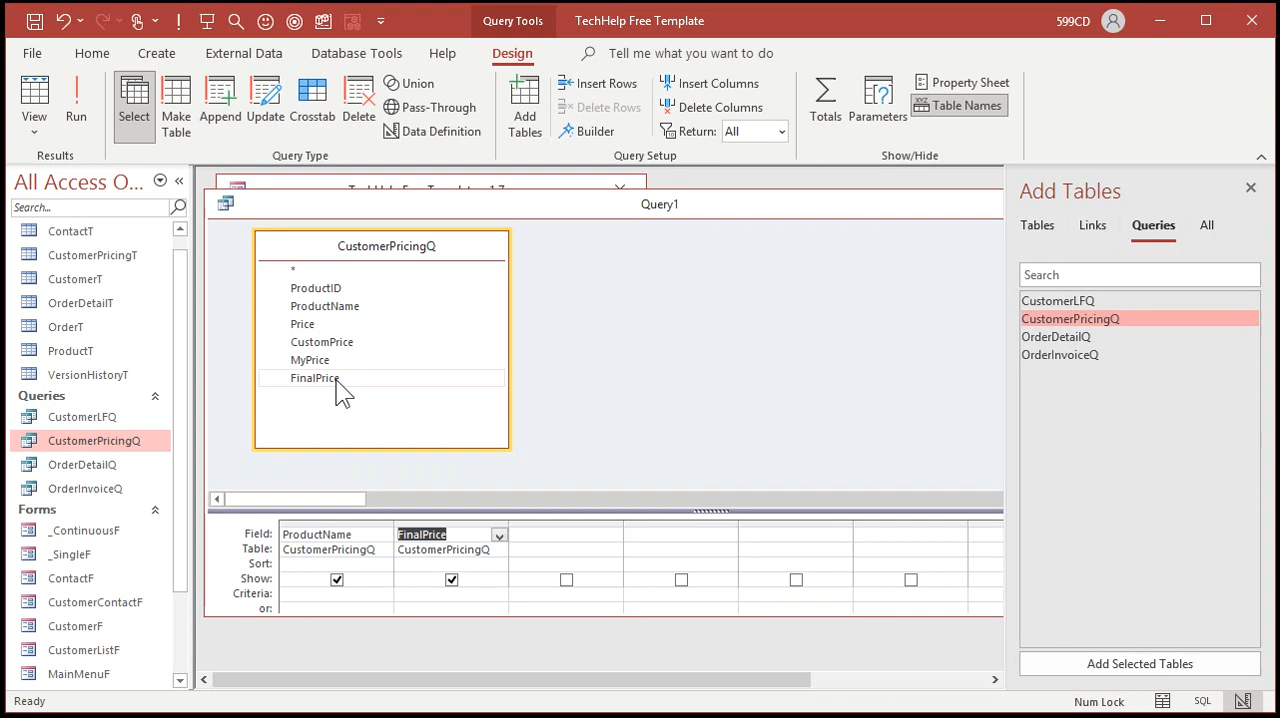 Query Tools
TechHelp Free Template
599CD
File
Home
Create
External Data
Database Tools
Help
Design
Tell me what you want to do
View
Run
Results
Select
Make
Table
Append
Update
Crosstab
Delete
Union
Pass-Through
Data Definition
Query Type
Add
Tables
Insert Rows
Delete Rows
Builder
Insert Columns
Delete Columns
Return:
All
Query Setup
Totals
Parameters
Property Sheet
Table Names
Show/Hide
All Access O...
Search...
ContactT
CustomerPricingT
CustomerT
OrderDetailT
OrderT
ProductT
VersionHistoryT
Queries
CustomerLFQ
CustomerPricingQ
OrderDetailQ
OrderInvoiceQ
Forms
_ContinuousF
_SingleF
ContactF
CustomerContactF
CustomerF
CustomerListF
MainMenuF
Query1
CustomerPricingQ
*
ProductID
ProductName
Price
CustomPrice
MyPrice
FinalPrice
Field: ProductName FinalPrice
Table: CustomerPricingQ CustomerPricingQ
Sort:
Show:
Criteria:
or:
Add Tables
Tables
Links
Queries
All
Search
CustomerLFQ
CustomerPricingQ
OrderDetailQ
OrderInvoiceQ
Add Selected Tables
Ready
Num Lock
SQL